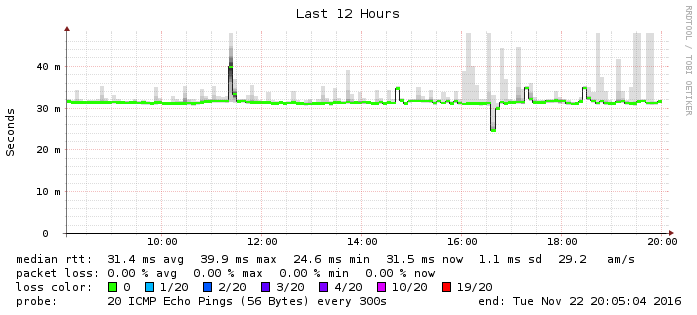 Last 12 Hours
RRDTOOL / TOBI OETIKER
Seconds
40 m
30 m
20 m
10 m
0
10:00 12:00 14:00 16:00 18:00 20:00
median rtt: 31.4 ms avg 39.9 ms max 24.6 ms min 31.5 ms now 1.1 ms sd 29.2 am/s
packet loss: 0.00 % avg 0.00 % max 0.00 % min 0.00 % now
loss color: 0 1/20 2/20 3/20 4/20 10/20 19/20
probe: 20 ICMP Echo Pings (56 Bytes) every 300s end: Tue Nov 22 20:05:04 2016